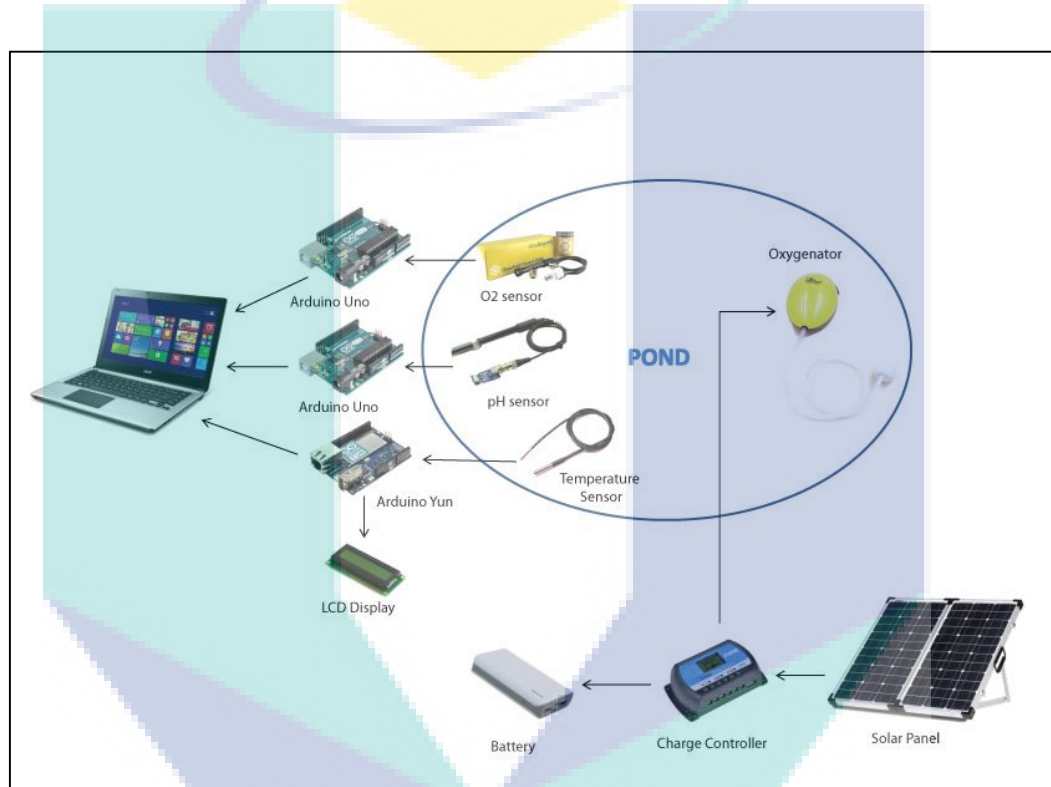 Oxygenator
Arduino Uno
O2 sensor
POND
Arduino Uno
pH sensor
Temperature
Sensor
Arduino Yun
LCD Display
Battery
Charge Controller
Solar Panel